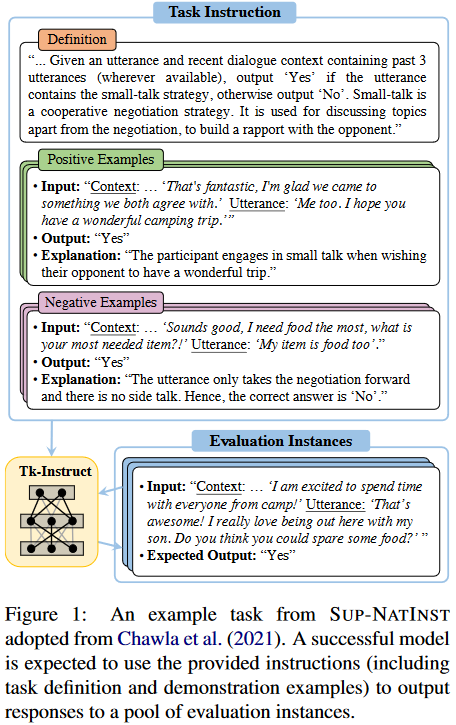 Task Instruction
Definition
“... Given an utterance and recent dialogue context containing past 3
utterances (wherever available), output ‘Yes’ if the utterance
contains the small-talk strategy, otherwise output ‘No’. Small-talk
is a cooperative negotiation strategy. It is used for discussing topics
apart from the negotiation, to build a rapport with the opponent.”
Positive Examples
• Input: “Context: … ‘That's fantastic, I'm glad we came to
something we both agree with.’ Utterance: ‘Me too. I hope you
have a wonderful camping trip.’”
• Output: “Yes”
• Explanation: “The participant engages in small talk when wishing
their opponent to have a wonderful trip.”
Negative Examples
• Input: “Context: … ‘Sounds good, I need food the most, what is
your most needed item?!’ Utterance: ‘My item is food too’.”
• Output: “Yes”
• Explanation: “The utterance only takes the negotiation forward
and there is no side talk. Hence, the correct answer is ‘No’.”
Tk-Instruct
Evaluation Instances
• Input: “Context: … ‘I am excited to spend time
with everyone from camp!’ Utterance: ‘That’s
awesome! I really love being out here with my
son. Do you think you could spare some food?’ ”
• Expected Output: “Yes”
Figure 1: An example task from SUP-NATINST
adopted from Chawla et al. (2021). A successful model
is expected to use the provided instructions (including
task definition and demonstration examples) to output
responses to a pool of evaluation instances.